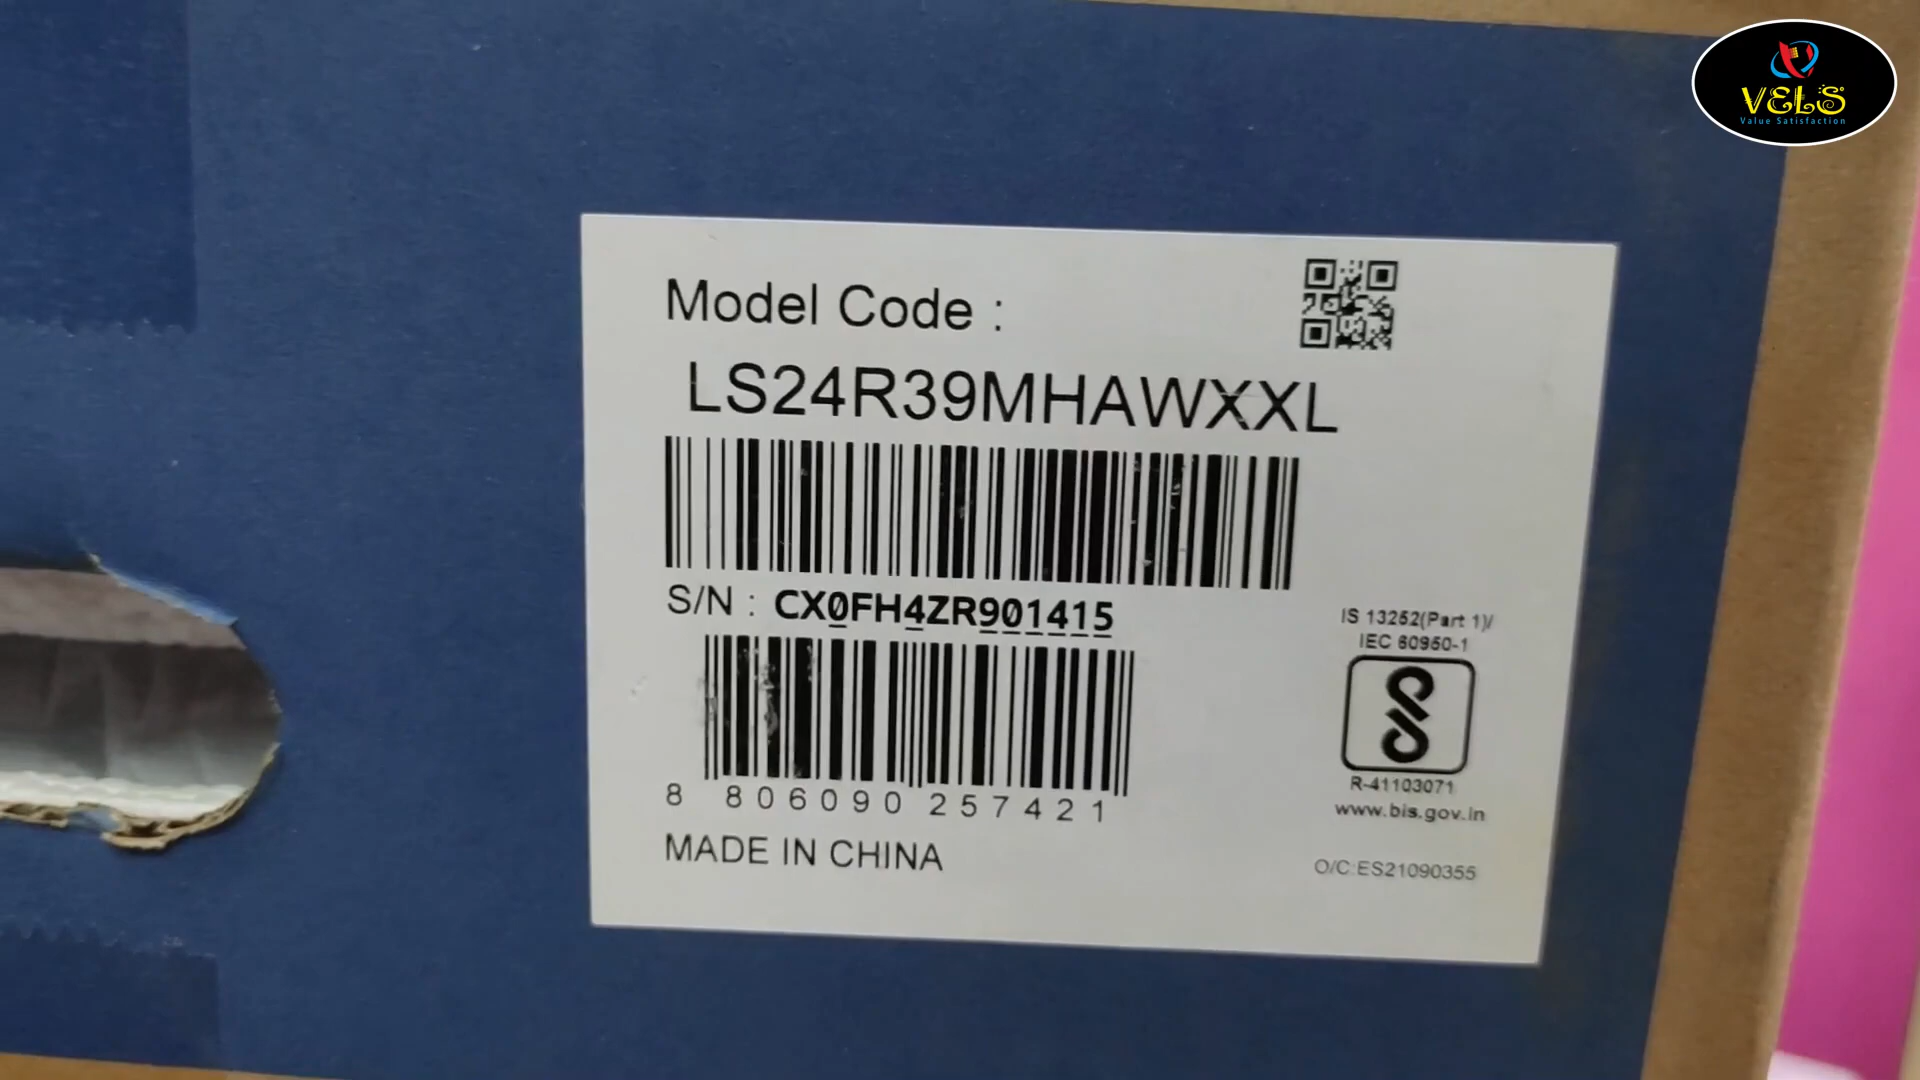 VELS
Value Satisfaction
Model Code :
LS24R39MHAWXXL
S/N : CX0FH4ZR901415
IS 13252(Part 1)/
IEC 60950-1
R-41103071
www.bis.gov.in
8 806090 257421
MADE IN CHINA
O/C:ES21090355